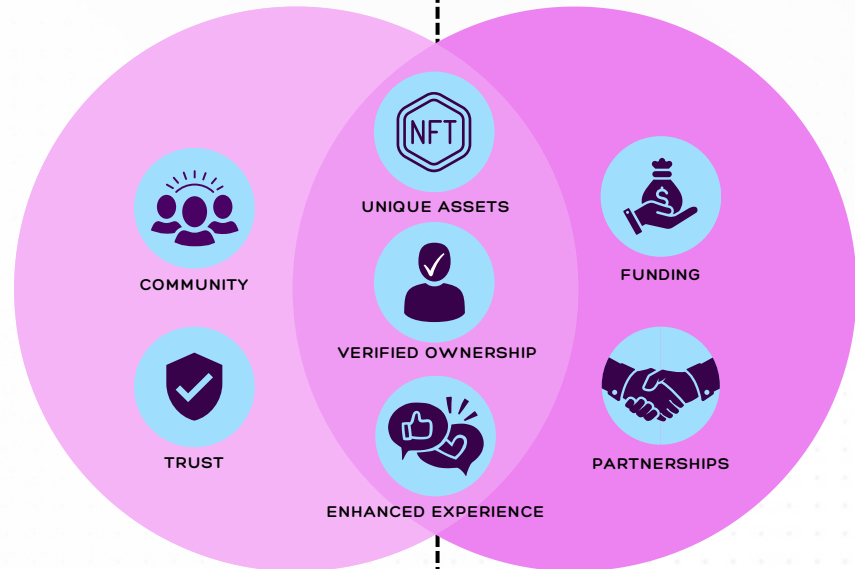 NFT
UNIQUE ASSETS
COMMUNITY
$
FUNDING
VERIFIED OWNERSHIP
TRUST
PARTNERSHIPS
ENHANCED EXPERIENCE